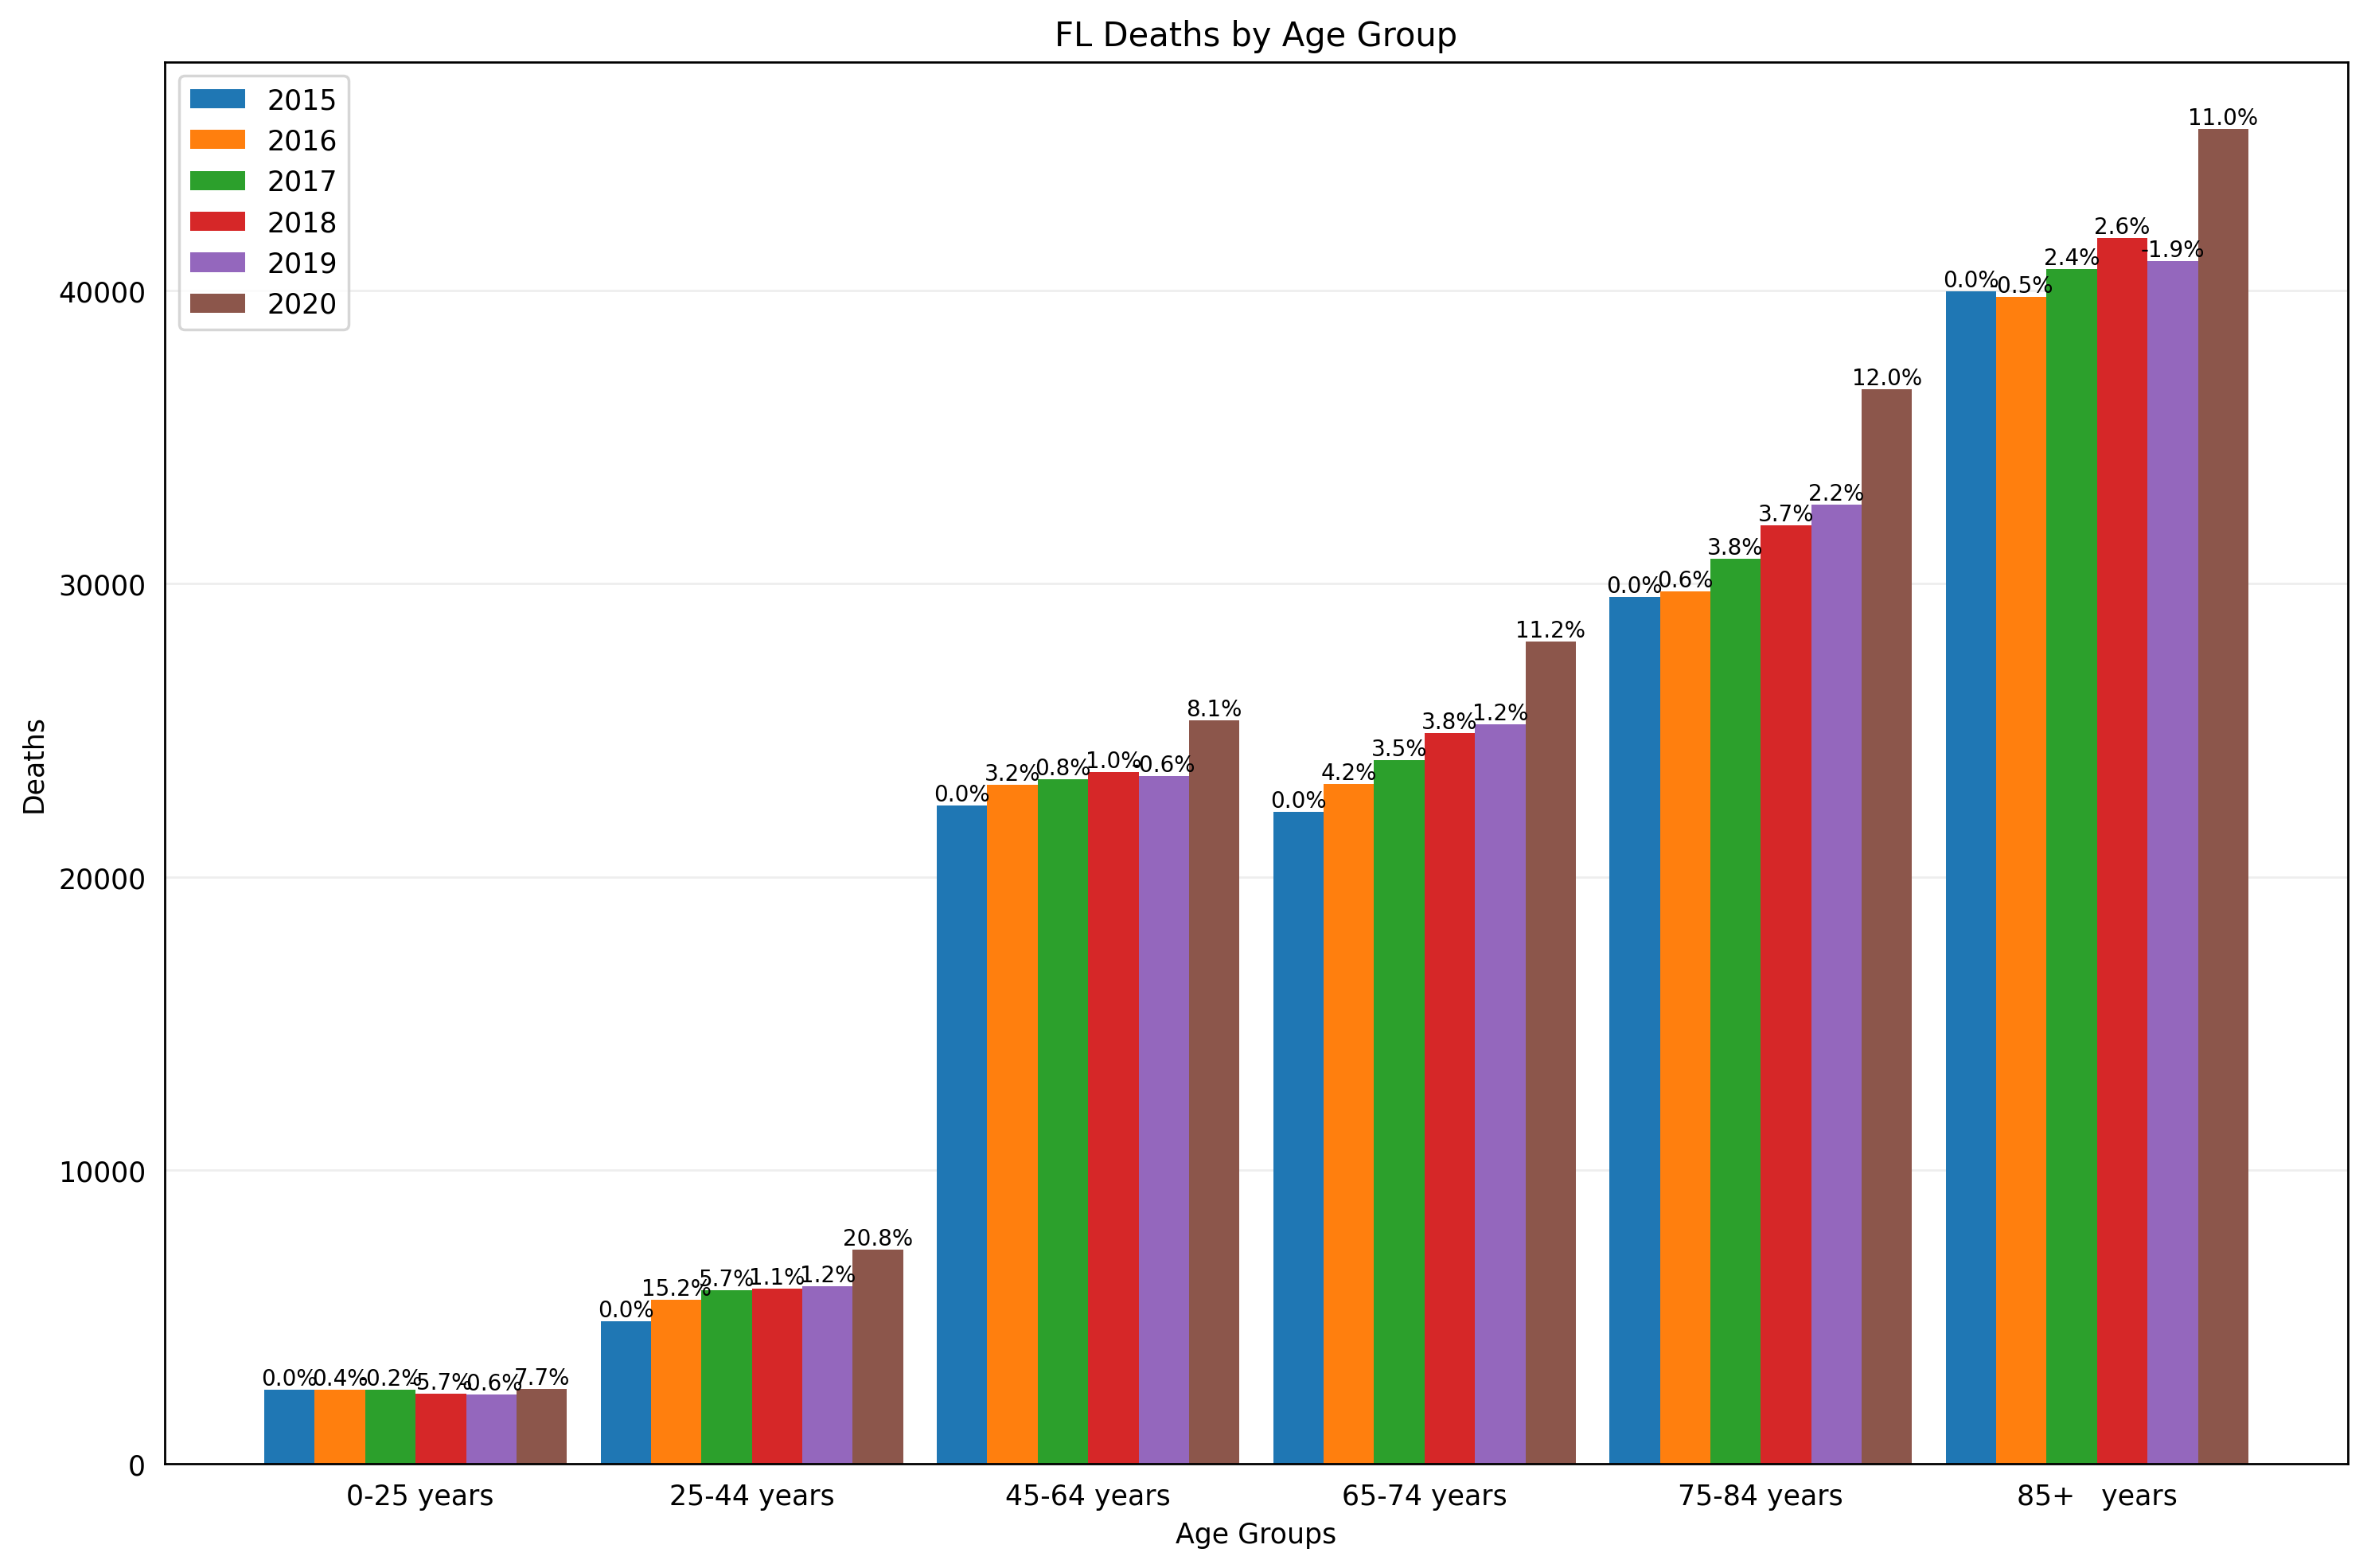 FL Deaths by Age Group
2015
2016
2017
2018
2019
2020
Deaths
40000
30000
20000
10000
0
0.0% 0.4% -0.2% -5.7% -0.6% 7.7%
0.0% 15.2% 5.7% 1.1% 1.2% 20.8%
0.0% 3.2% 0.8% 1.0% -0.6% 8.1%
0.0% 4.2% 3.5% 3.8% 1.2% 11.2%
0.0% 0.6% 3.8% 3.7% 2.2% 12.0%
0.0% -0.5% 2.4% 2.6% -1.9% 11.0%
0-25 years
25-44 years
45-64 years
65-74 years
75-84 years
85+ years
Age Groups